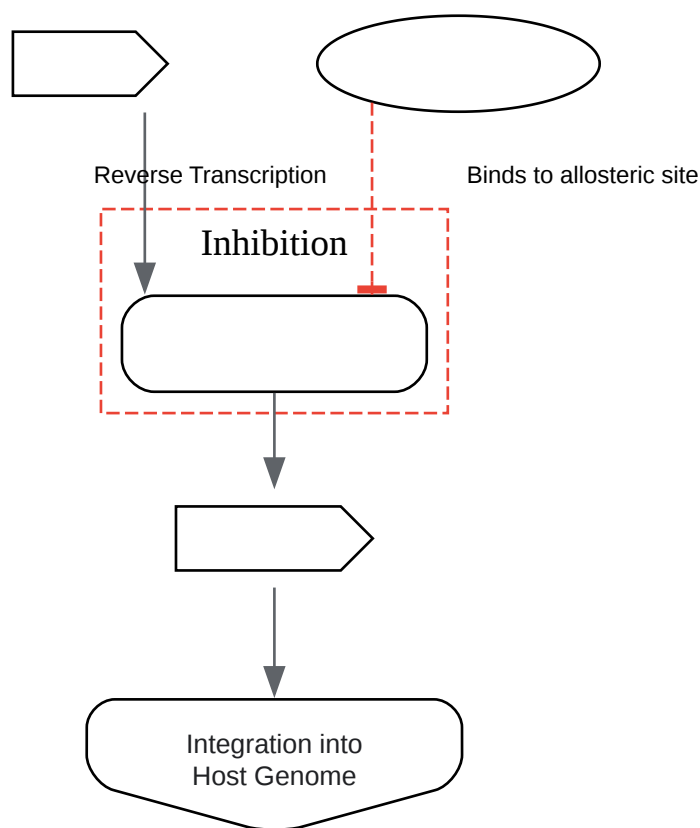 Reverse Transcription
Binds to allosteric site
Inhibition
Integration into
Host Genome